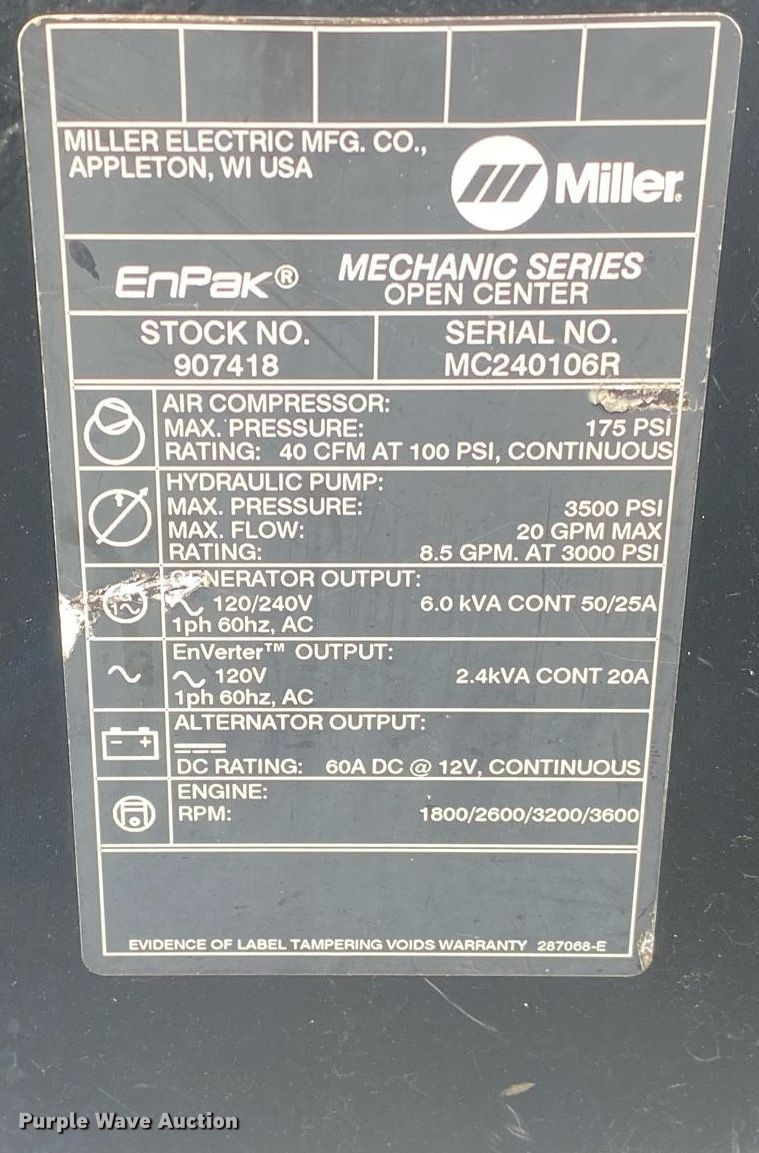 MILLER ELECTRIC MFG. CO.,
APPLETON, WI USA
Miller®
EnPak® MECHANIC SERIES
OPEN CENTER
STOCK NO. SERIAL NO.
907418 MC240106R
AIR COMPRESSOR:
MAX. PRESSURE: 175 PSI
RATING: 40 CFM AT 100 PSI, CONTINUOUS
HYDRAULIC PUMP:
MAX. PRESSURE: 3500 PSI
MAX. FLOW: 20 GPM MAX
RATING: 8.5 GPM. AT 3000 PSI
GENERATOR OUTPUT:
120/240V 6.0 kVA CONT 50/25A
1ph 60hz, AC
EnVerter™ OUTPUT:
120V 2.4kVA CONT 20A
1ph 60hz, AC
ALTERNATOR OUTPUT:
DC RATING: 60A DC @ 12V, CONTINUOUS
ENGINE:
RPM: 1800/2600/3200/3600
EVIDENCE OF LABEL TAMPERING VOIDS WARRANTY 287068-E
Purple Wave Auction